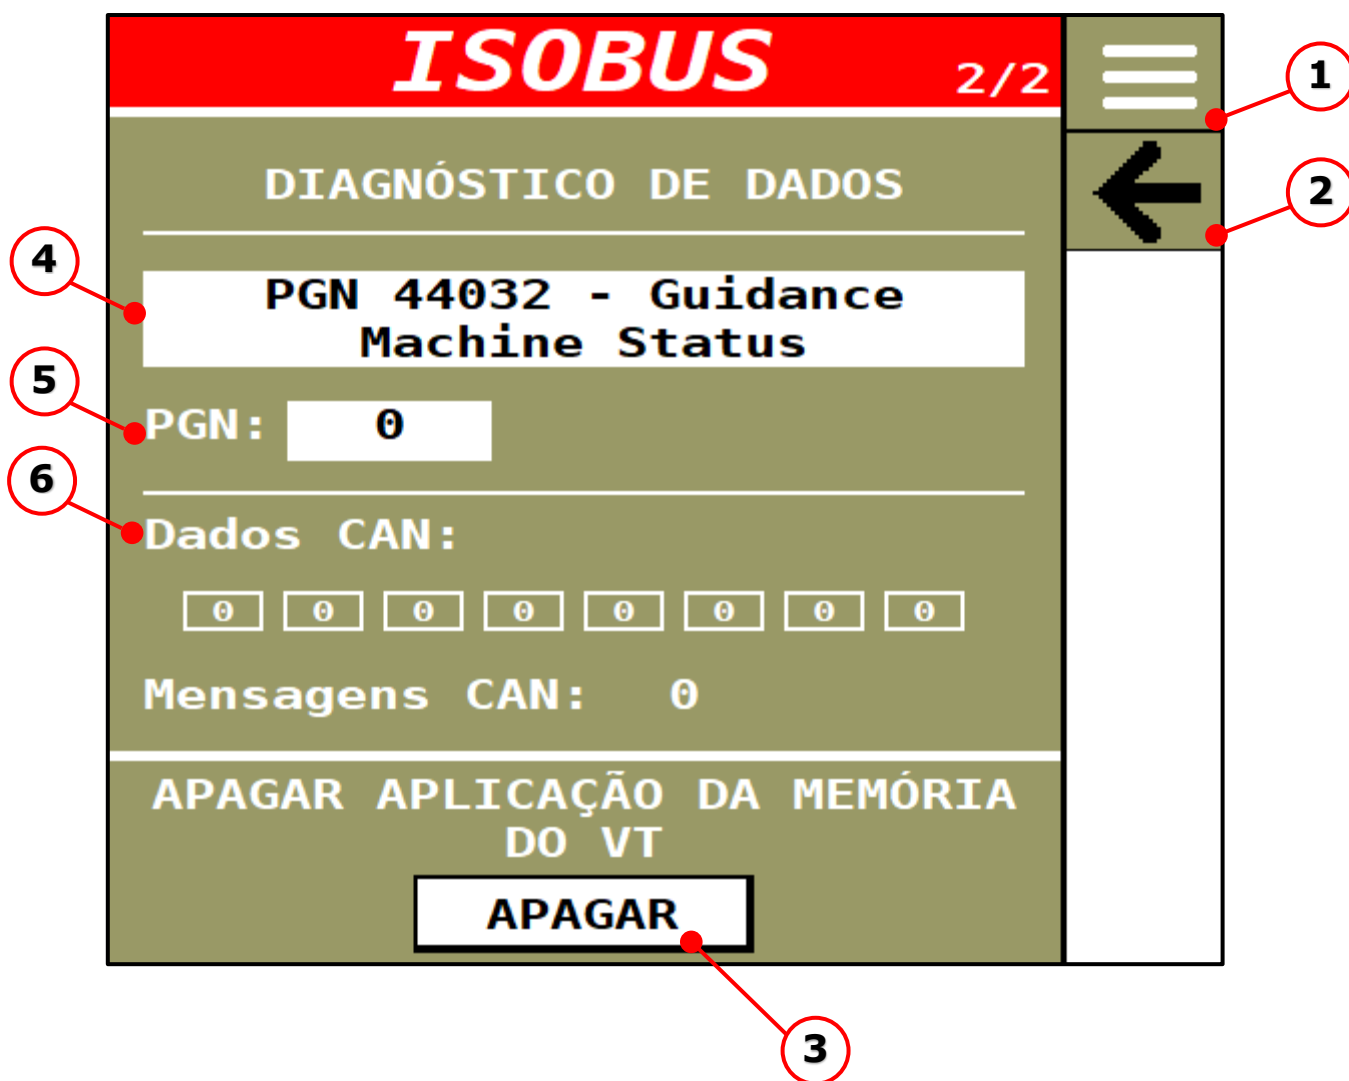 ISOBUS 2/2
DIAGNÓSTICO DE DADOS
PGN 44032 - Guidance
Machine Status
PGN: 0
Dados CAN:
0 0 0 0 0 0 0 0
Mensagens CAN: 0
APAGAR APLICAÇÃO DA MEMÓRIA
DO VT
APAGAR
1
2
4
5
6
3